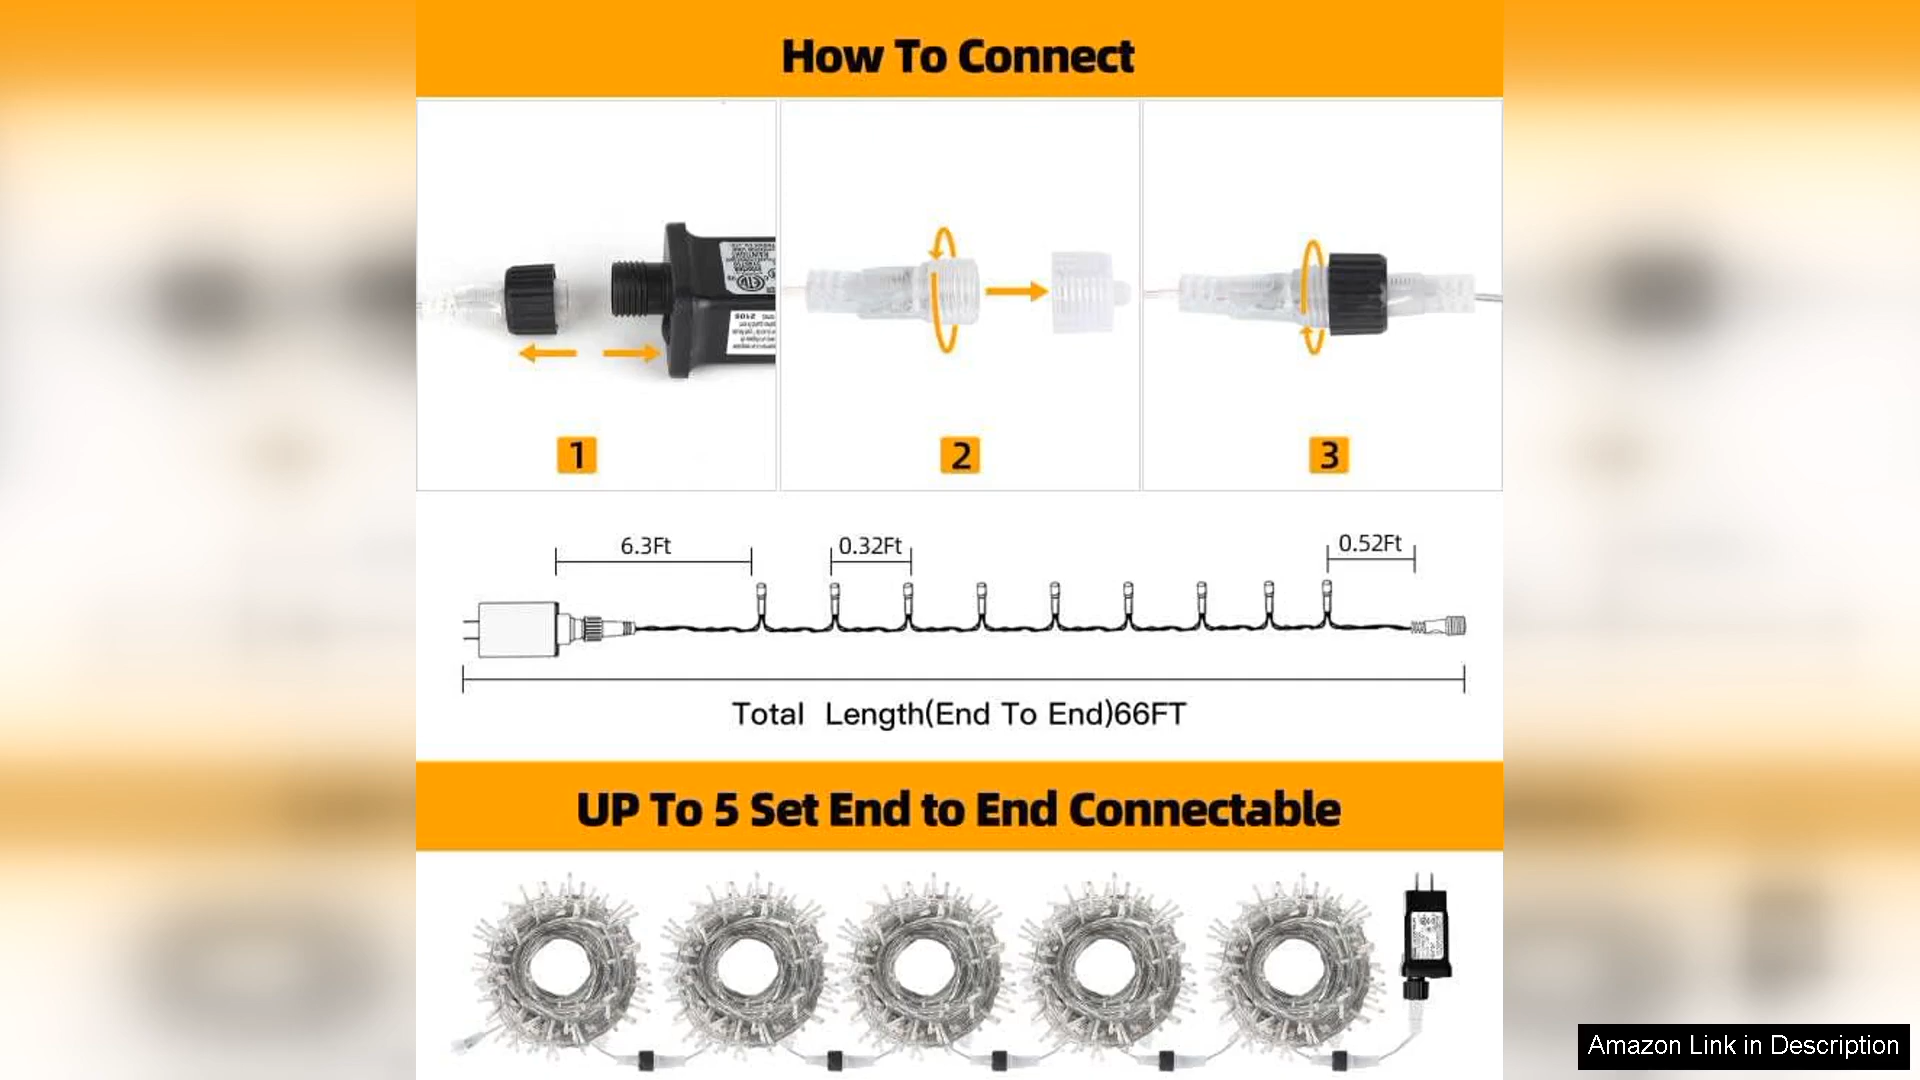 How To Connect
1
2
3
6.3Ft
0.32Ft
0.52Ft
Total Length(End To End)66FT
UP To 5 Set End to End Connectable
Amazon Link in Description